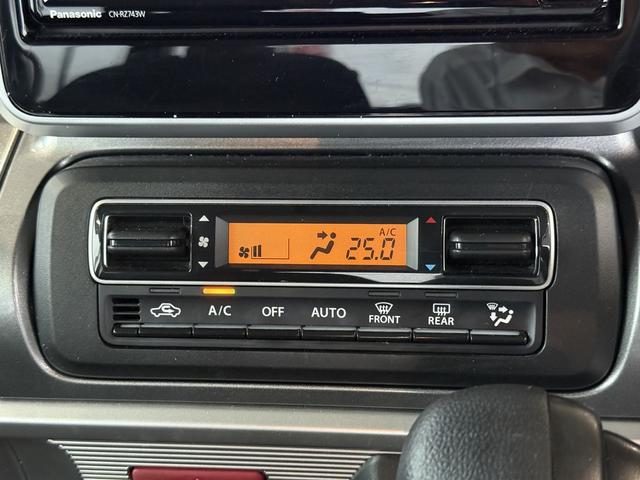 Panasonic CN-RZ743W
A/C
25.0
A/C OFF AUTO FRONT REAR